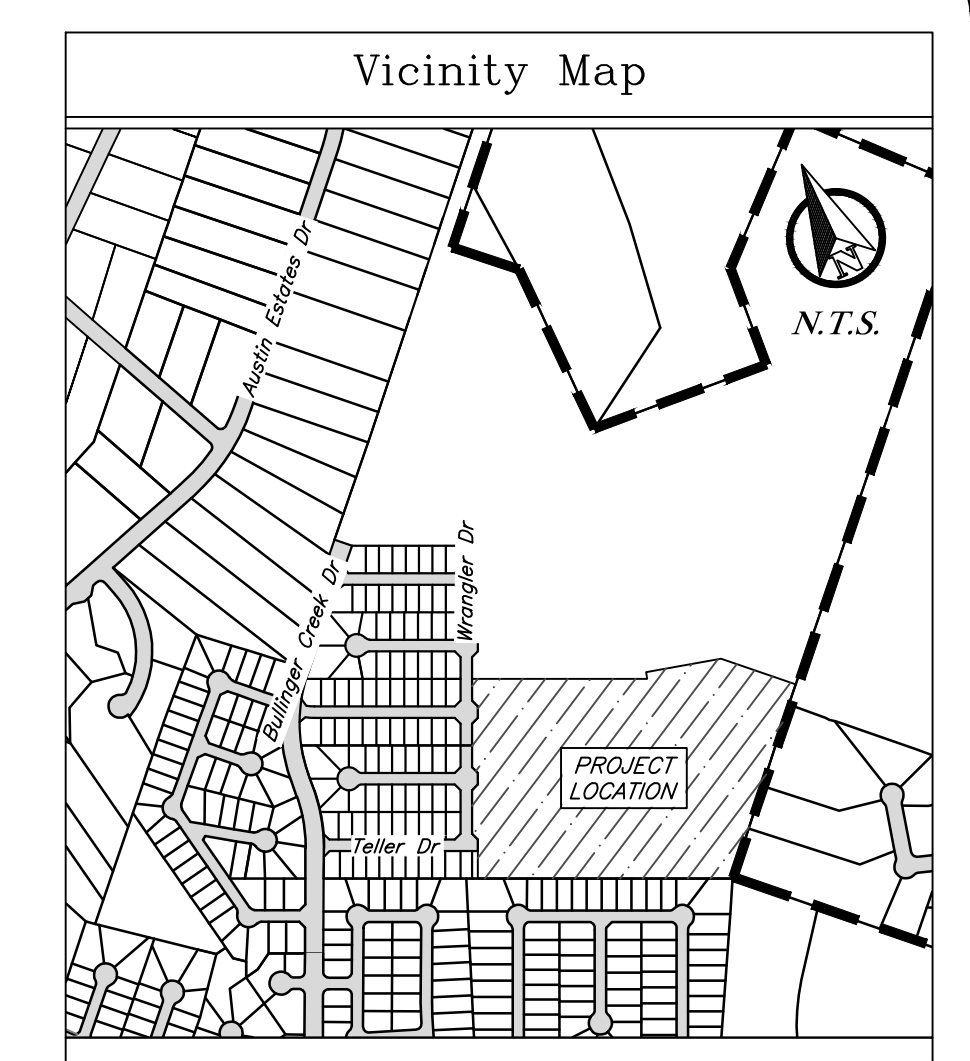 Vicinity Map
Austin Estates Dr
N
N.T.S.
Wrangler Dr
Bullinger Creek Dr
PROJECT
LOCATION
Teller Dr